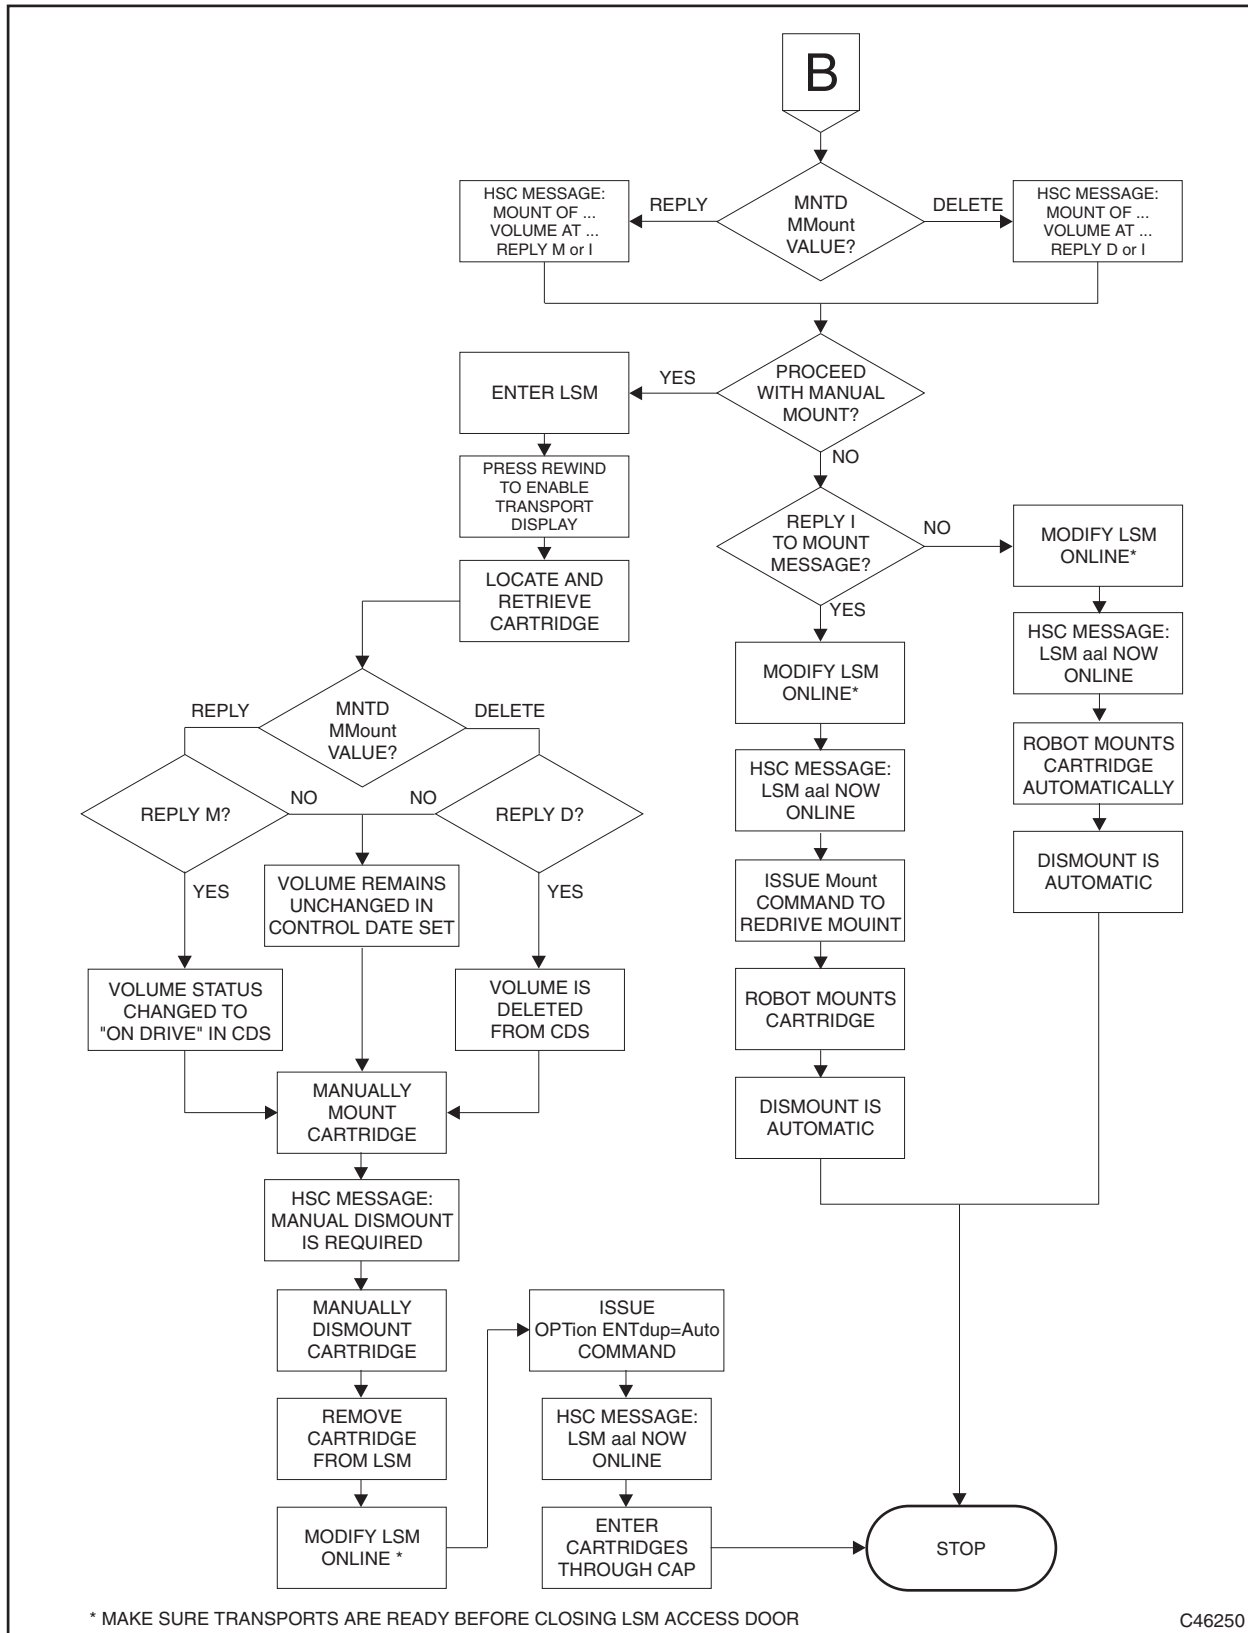 B
HSC MESSAGE:
MOUNT OF ...
VOLUME AT ...
REPLY M or I
REPLY
MNTD
MMount
VALUE?
DELETE
HSC MESSAGE:
MOUNT OF ...
VOLUME AT ...
REPLY D or I
PROCEED
WITH MANUAL
MOUNT?
YES
NO
ENTER LSM
PRESS REWIND
TO ENABLE
TRANSPORT
DISPLAY
LOCATE AND
RETRIEVE
CARTRIDGE
REPLY I
TO MOUNT
MESSAGE?
NO
YES
MODIFY LSM
ONLINE*
HSC MESSAGE:
LSM aal NOW
ONLINE
ROBOT MOUNTS
CARTRIDGE
AUTOMATICALLY
DISMOUNT IS
AUTOMATIC
MODIFY LSM
ONLINE*
HSC MESSAGE:
LSM aal NOW
ONLINE
ISSUE Mount
COMMAND TO
REDRIVE MOUINT
ROBOT MOUNTS
CARTRIDGE
DISMOUNT IS
AUTOMATIC
REPLY
MNTD
MMount
VALUE?
DELETE
REPLY M?
NO
NO
REPLY D?
YES
VOLUME REMAINS
UNCHANGED IN
CONTROL DATE SET
YES
VOLUME STATUS
CHANGED TO
"ON DRIVE" IN CDS
VOLUME IS
DELETED
FROM CDS
MANUALLY
MOUNT
CARTRIDGE
HSC MESSAGE:
MANUAL DISMOUNT
IS REQUIRED
MANUALLY
DISMOUNT
CARTRIDGE
REMOVE
CARTRIDGE
FROM LSM
MODIFY LSM
ONLINE *
ISSUE
OPTion ENTdup=Auto
COMMAND
HSC MESSAGE:
LSM aal NOW
ONLINE
ENTER
CARTRIDGES
THROUGH CAP
STOP
* MAKE SURE TRANSPORTS ARE READY BEFORE CLOSING LSM ACCESS DOOR
C46250